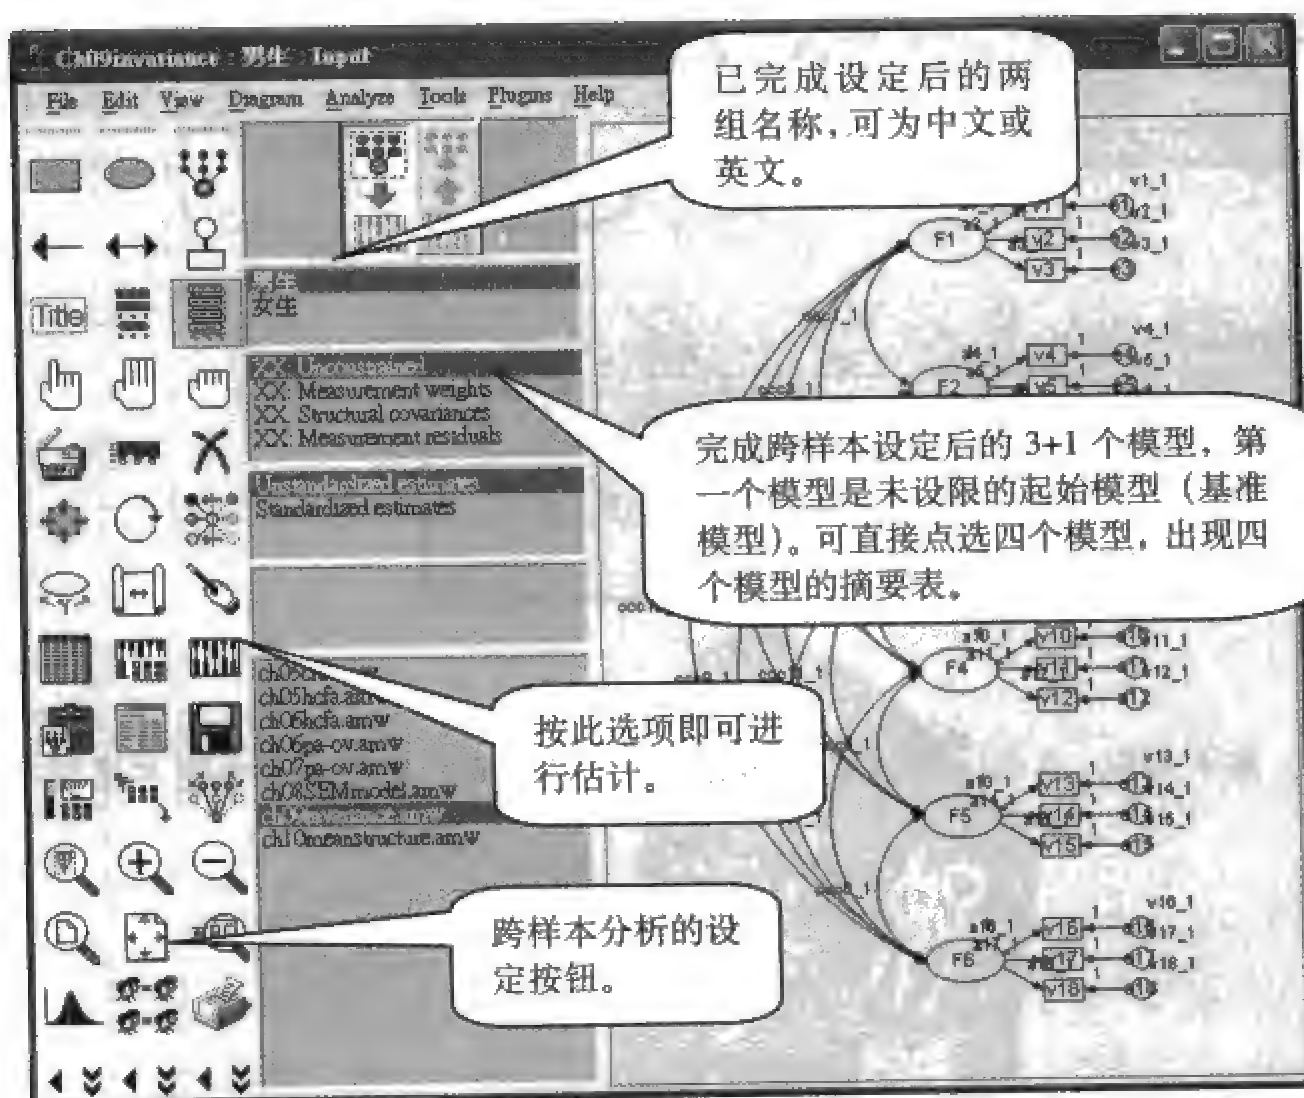 Ch09invariance : 男生 : Input
File Edit View Diagram Analyze Tools Plugins Help
已完成设定后的两
组名称，可为中文或
英文。
Title
男生
女生
XX: Unconstrained
XX: Measurement weights
XX: Structural covariances
XX: Measurement residuals
Unstandardized estimates
Standardized estimates
完成跨样本设定后的 3+1 个模型，第
一个模型是未设限的起始模型（基准
模型）。可直接点选四个模型，出现四
个模型的摘要表。
ch05hcfa.amw
ch06hcfa.amw
ch06pa-ov.amw
ch07pa-ov.amw
ch08SEMmodel.amw
ch09invariance.amw
ch10meanstructure.amw
按此选项即可进
行估计。
跨样本分析的设
定按钮。
v1_1
F1
v1
v2
v3
v4_1
F2
v4
v5
F4
v10
v11
v12
v13_1
F5
v13
v14
v15
v16_1
F6
v16
v17
v18